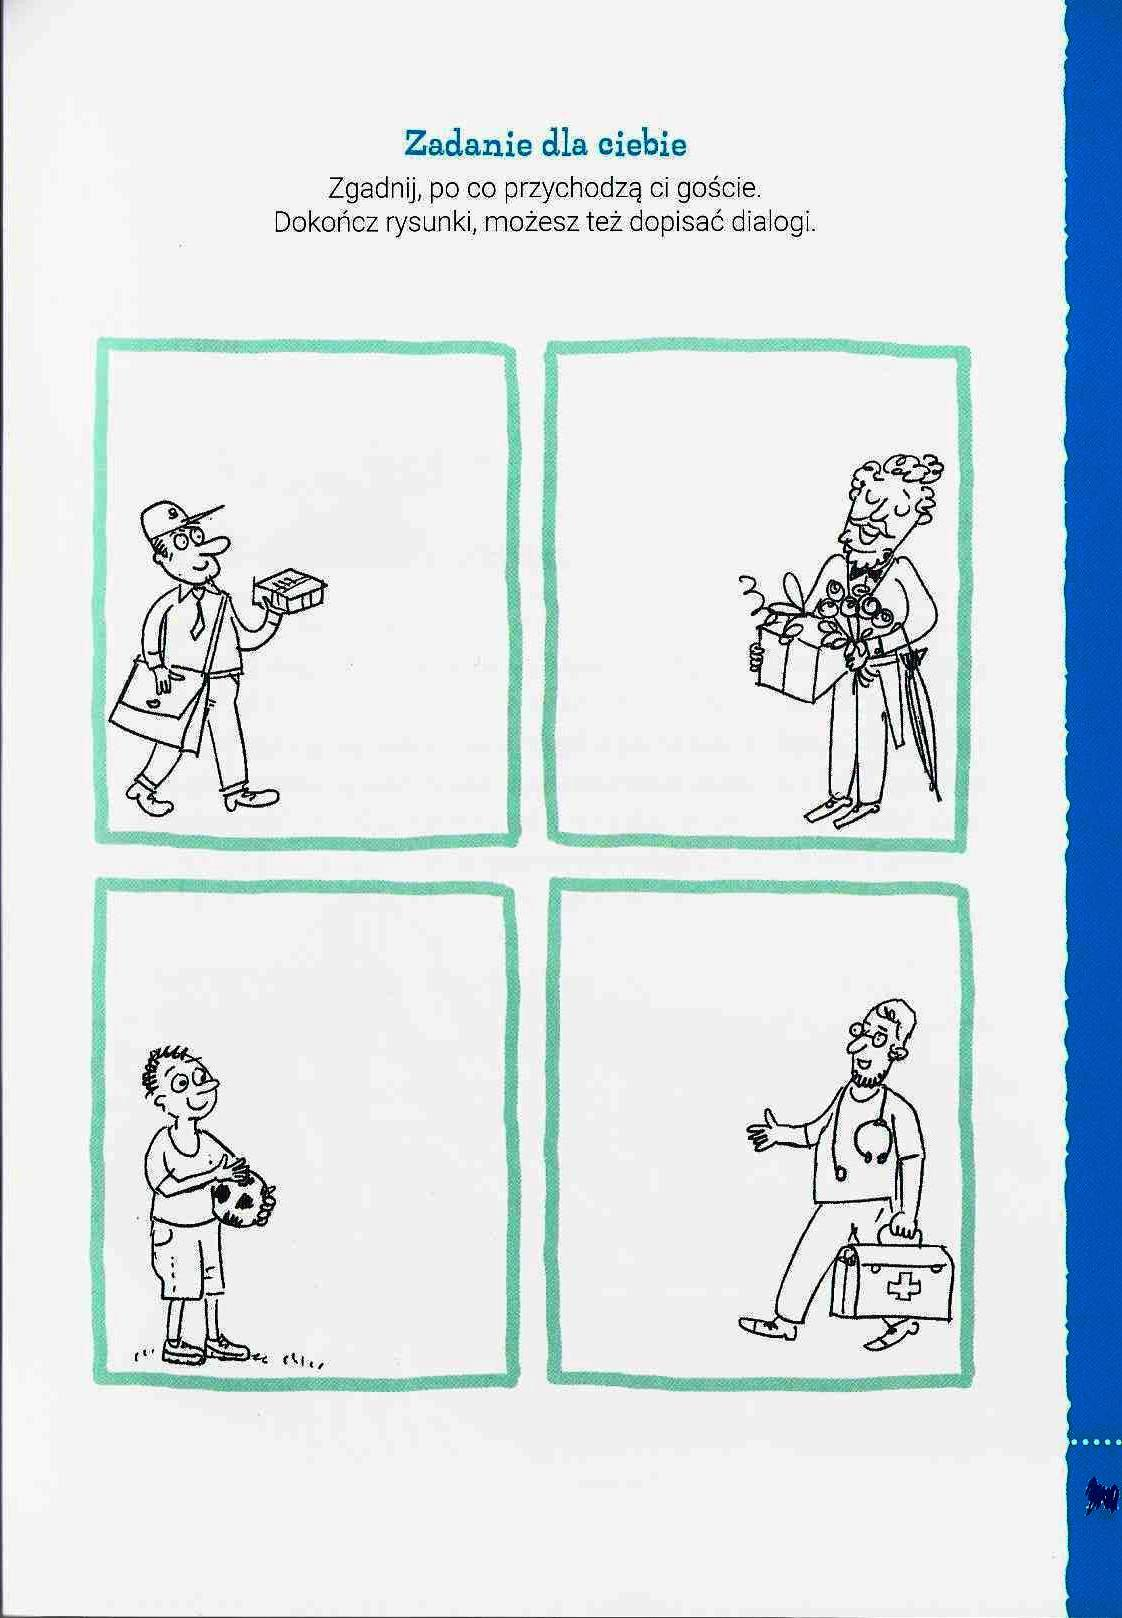 Zadanie dla ciebie
Zgadnij, po co przychodzą ci goście.
Dokończ rysunki, możesz też dopisać dialogi.